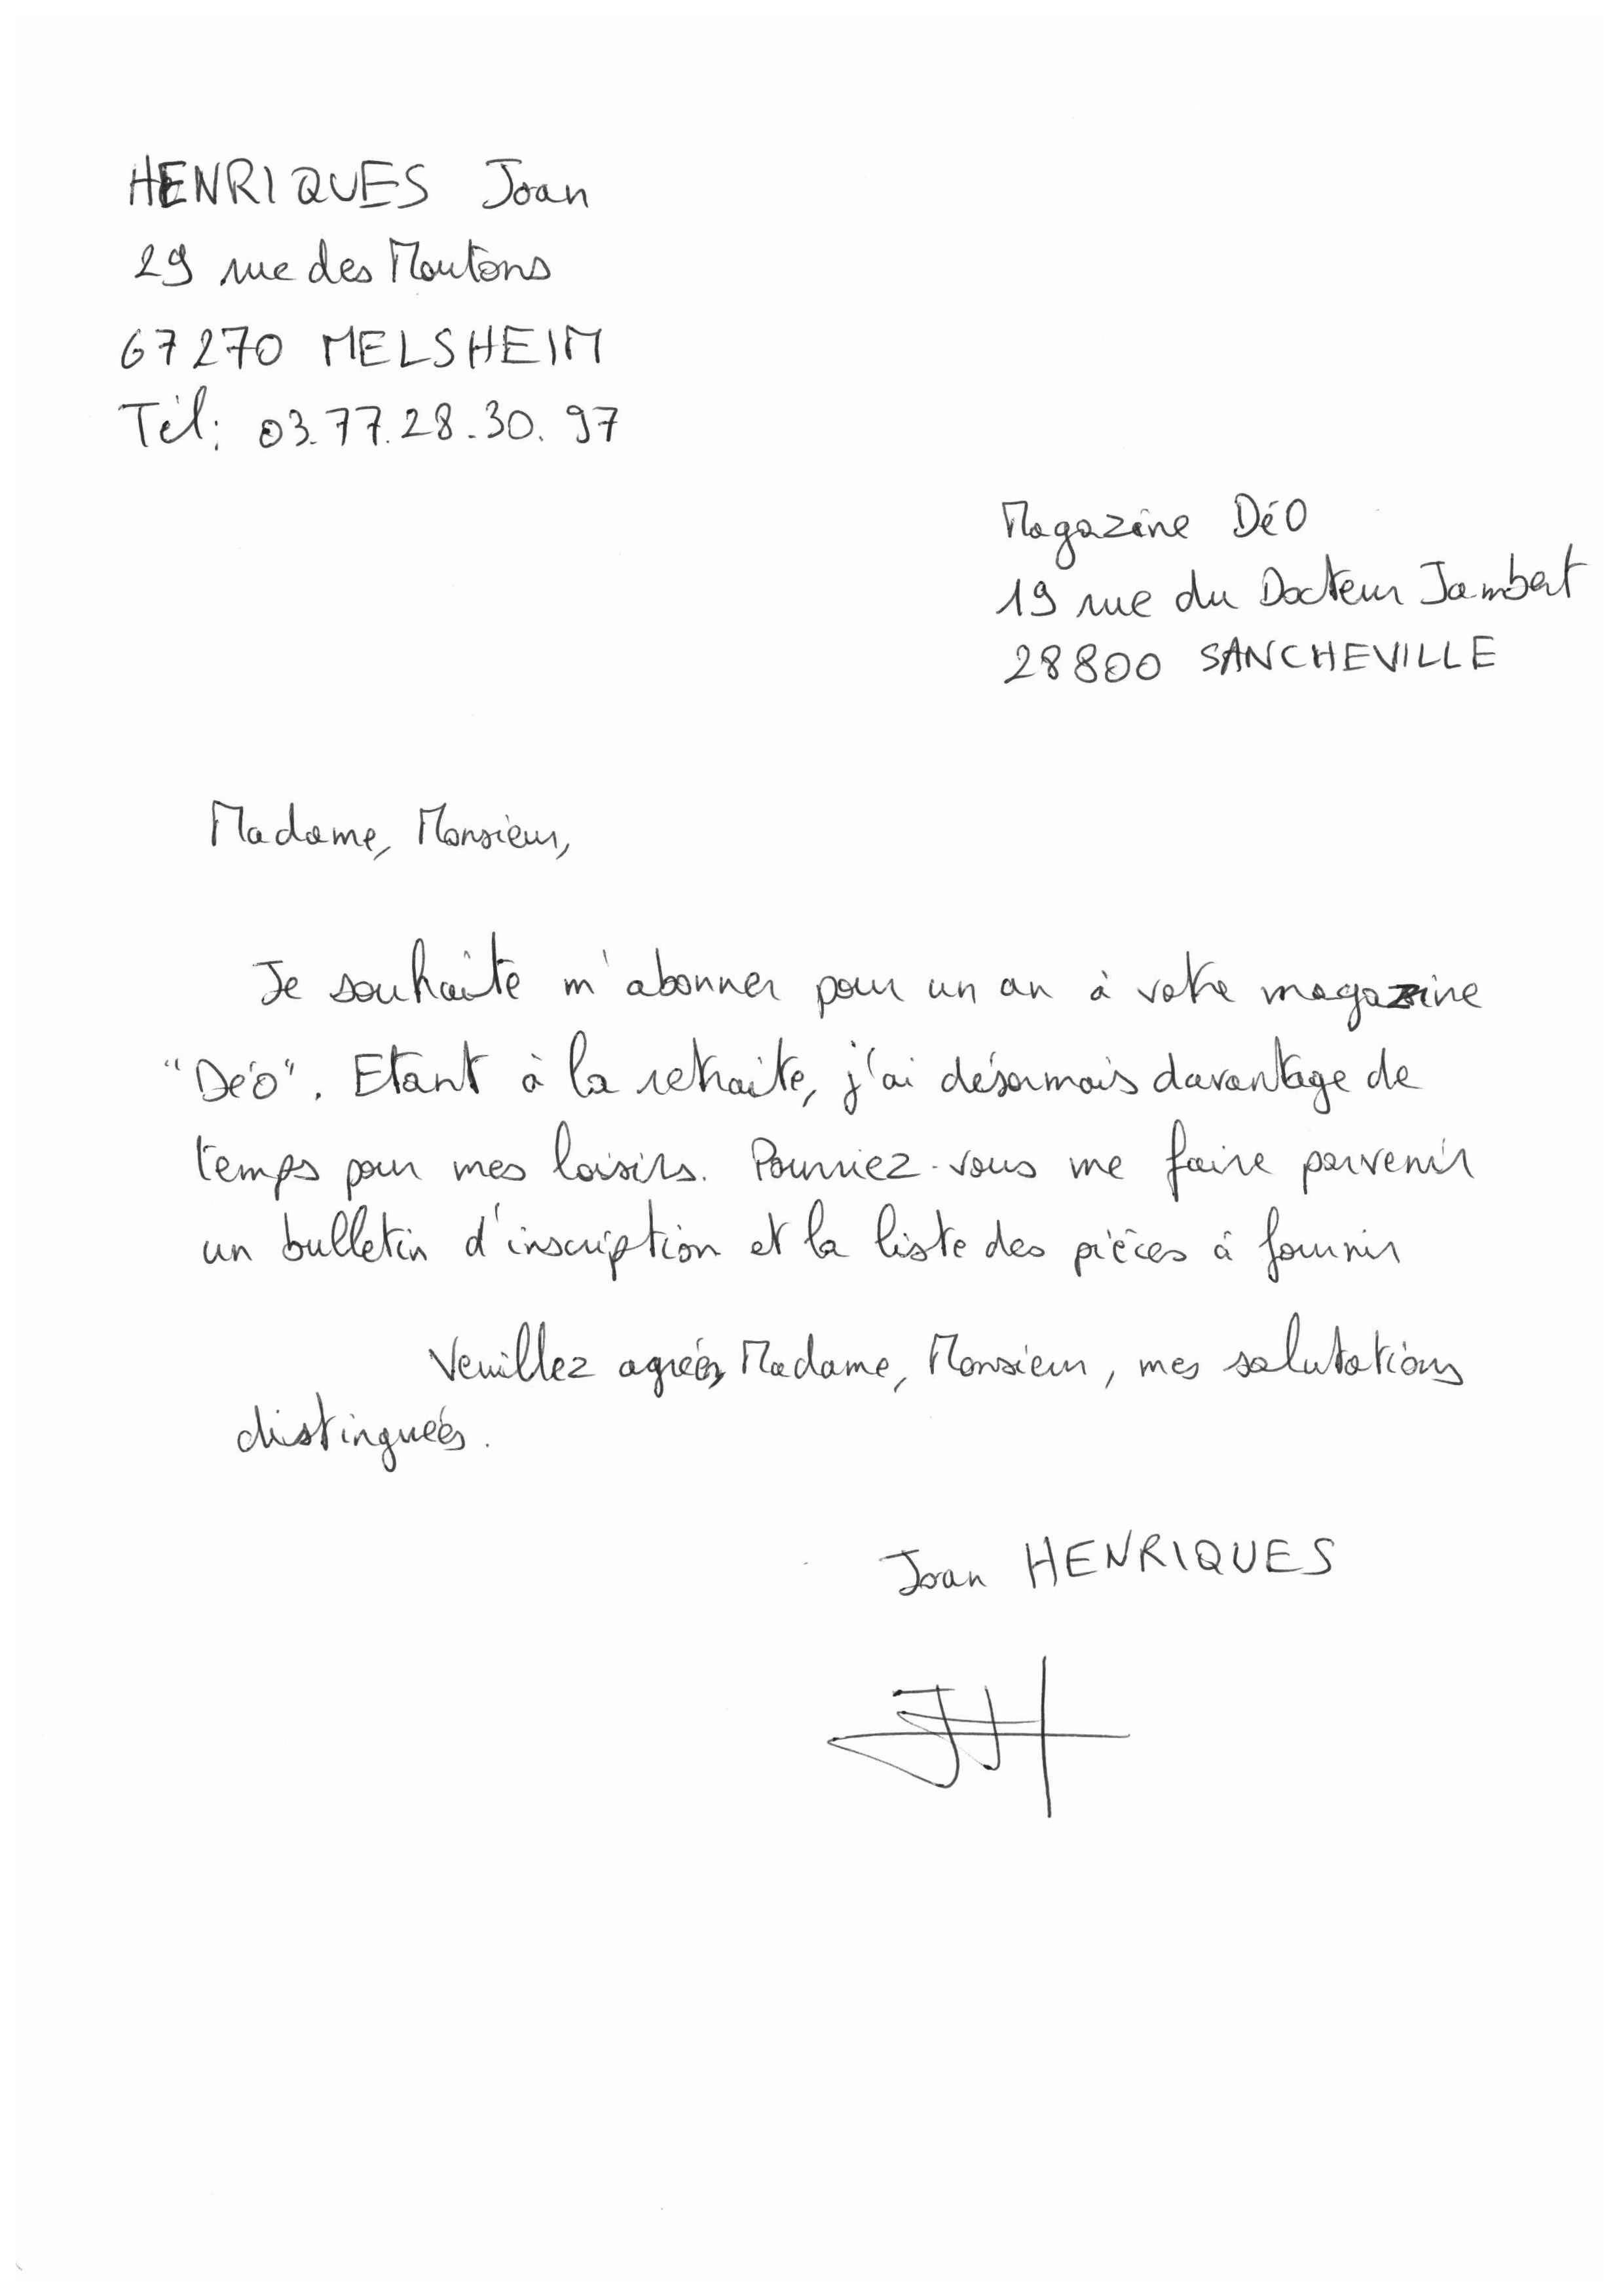 HENRIQUES Joan
29 rue des Moutons
67270 MELSHEIM
Tél: 03.77.28.30.97
Magazine DéO
19 rue du Docteur Jambert
28800 SANCHEVILLE
Madame, Monsieur,
Je souhaite m'abonner pour un an à votre magazine
"Déo". Etant à la retraite, j'ai désormais davantage de
temps pour mes loisirs. Pourriez-vous me faire parvenir
un bulletin d'inscription et la liste des pièces à fournir
Veuillez agréer, Madame, Monsieur, mes salutations
distinguées.
Joan HENRIQUES
JH